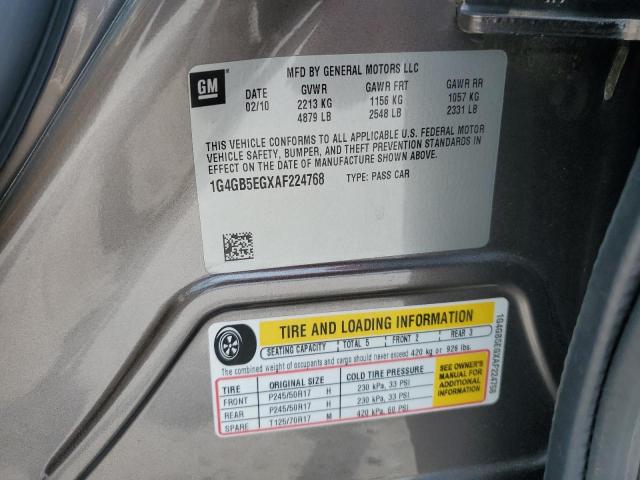 GM
MFD BY GENERAL MOTORS LLC
DATE GVWR GAWR FRT GAWR RR
02/10 2213 KG 1156 KG 1057 KG
4879 LB 2548 LB 2331 LB
THIS VEHICLE CONFORMS TO ALL APPLICABLE U.S. FEDERAL MOTOR
VEHICLE SAFETY, BUMPER, AND THEFT PREVENTION STANDARDS IN
EFFECT ON THE DATE OF MANUFACTURE SHOWN ABOVE.
1G4GB5EGXAF224768 TYPE: PASS CAR
TIRE AND LOADING INFORMATION
SEATING CAPACITY TOTAL 5 FRONT 2 REAR 3
The combined weight of occupants and cargo should never exceed 420 kg or 926 lbs.
TIRE ORIGINAL SIZE COLD TIRE PRESSURE
FRONT P245/50R17 H 230 kPa, 33 PSI
REAR P245/50R17 H 230 kPa, 33 PSI
SPARE T125/70R17 M 420 kPa, 60 PSI
SEE OWNER'S
MANUAL FOR
ADDITIONAL
INFORMATION
1G4GB5EGXAF224768